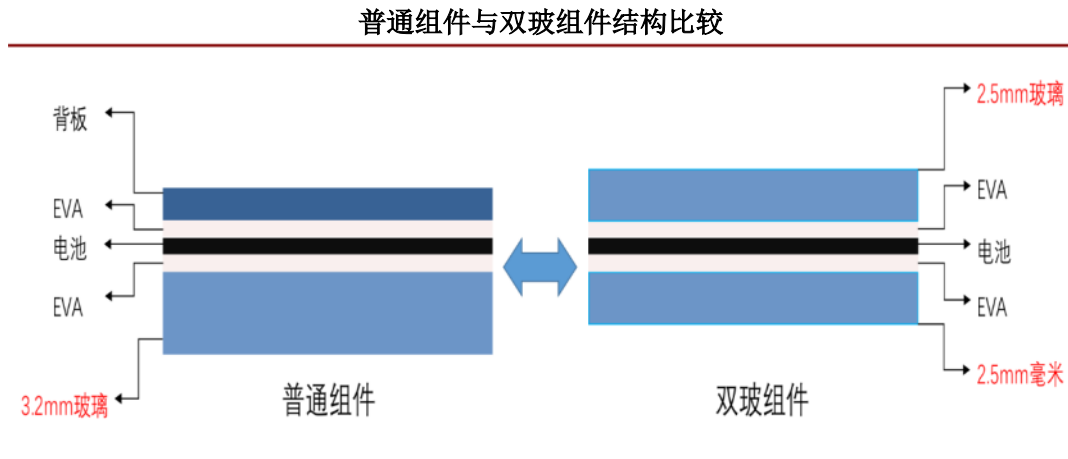 普通组件与双玻组件结构比较
背板
EVA
电池
EVA
3.2mm玻璃
普通组件
2.5mm玻璃
EVA
电池
EVA
2.5mm毫米
双玻组件